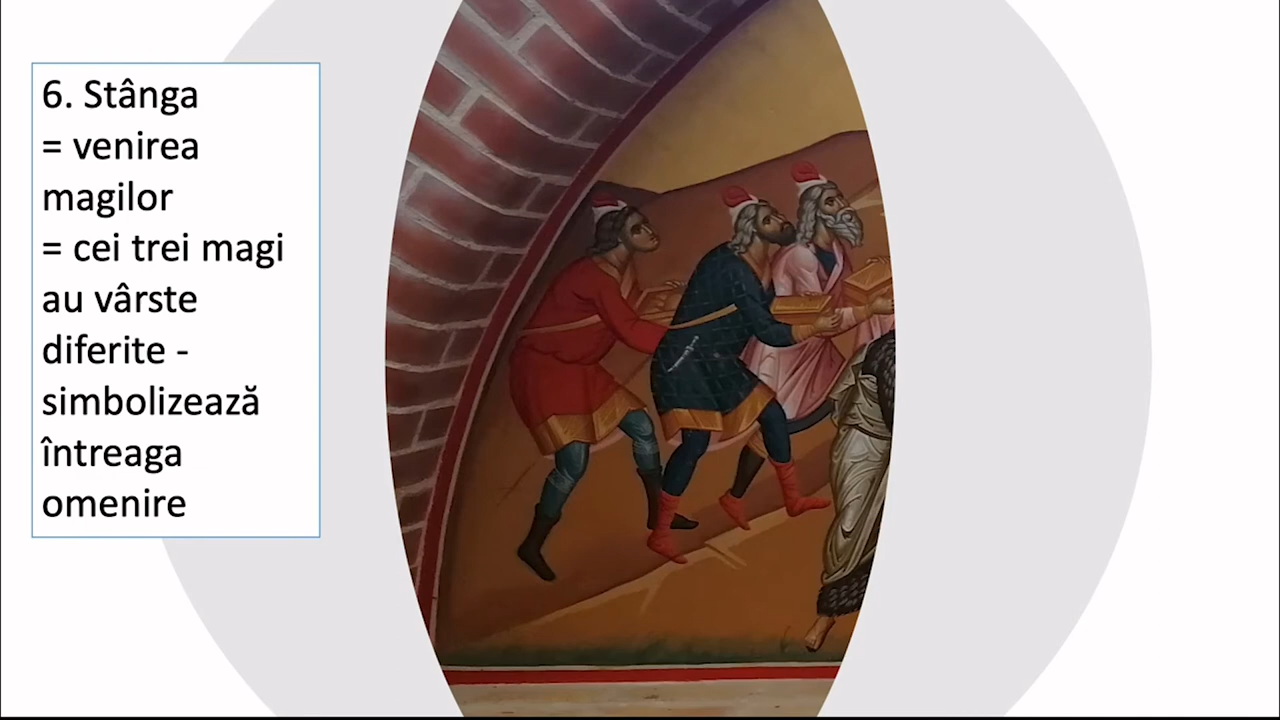 6. Stânga
= venirea
magilor
= cei trei magi
au vârste
diferite -
simbolizează
întreaga
omenire